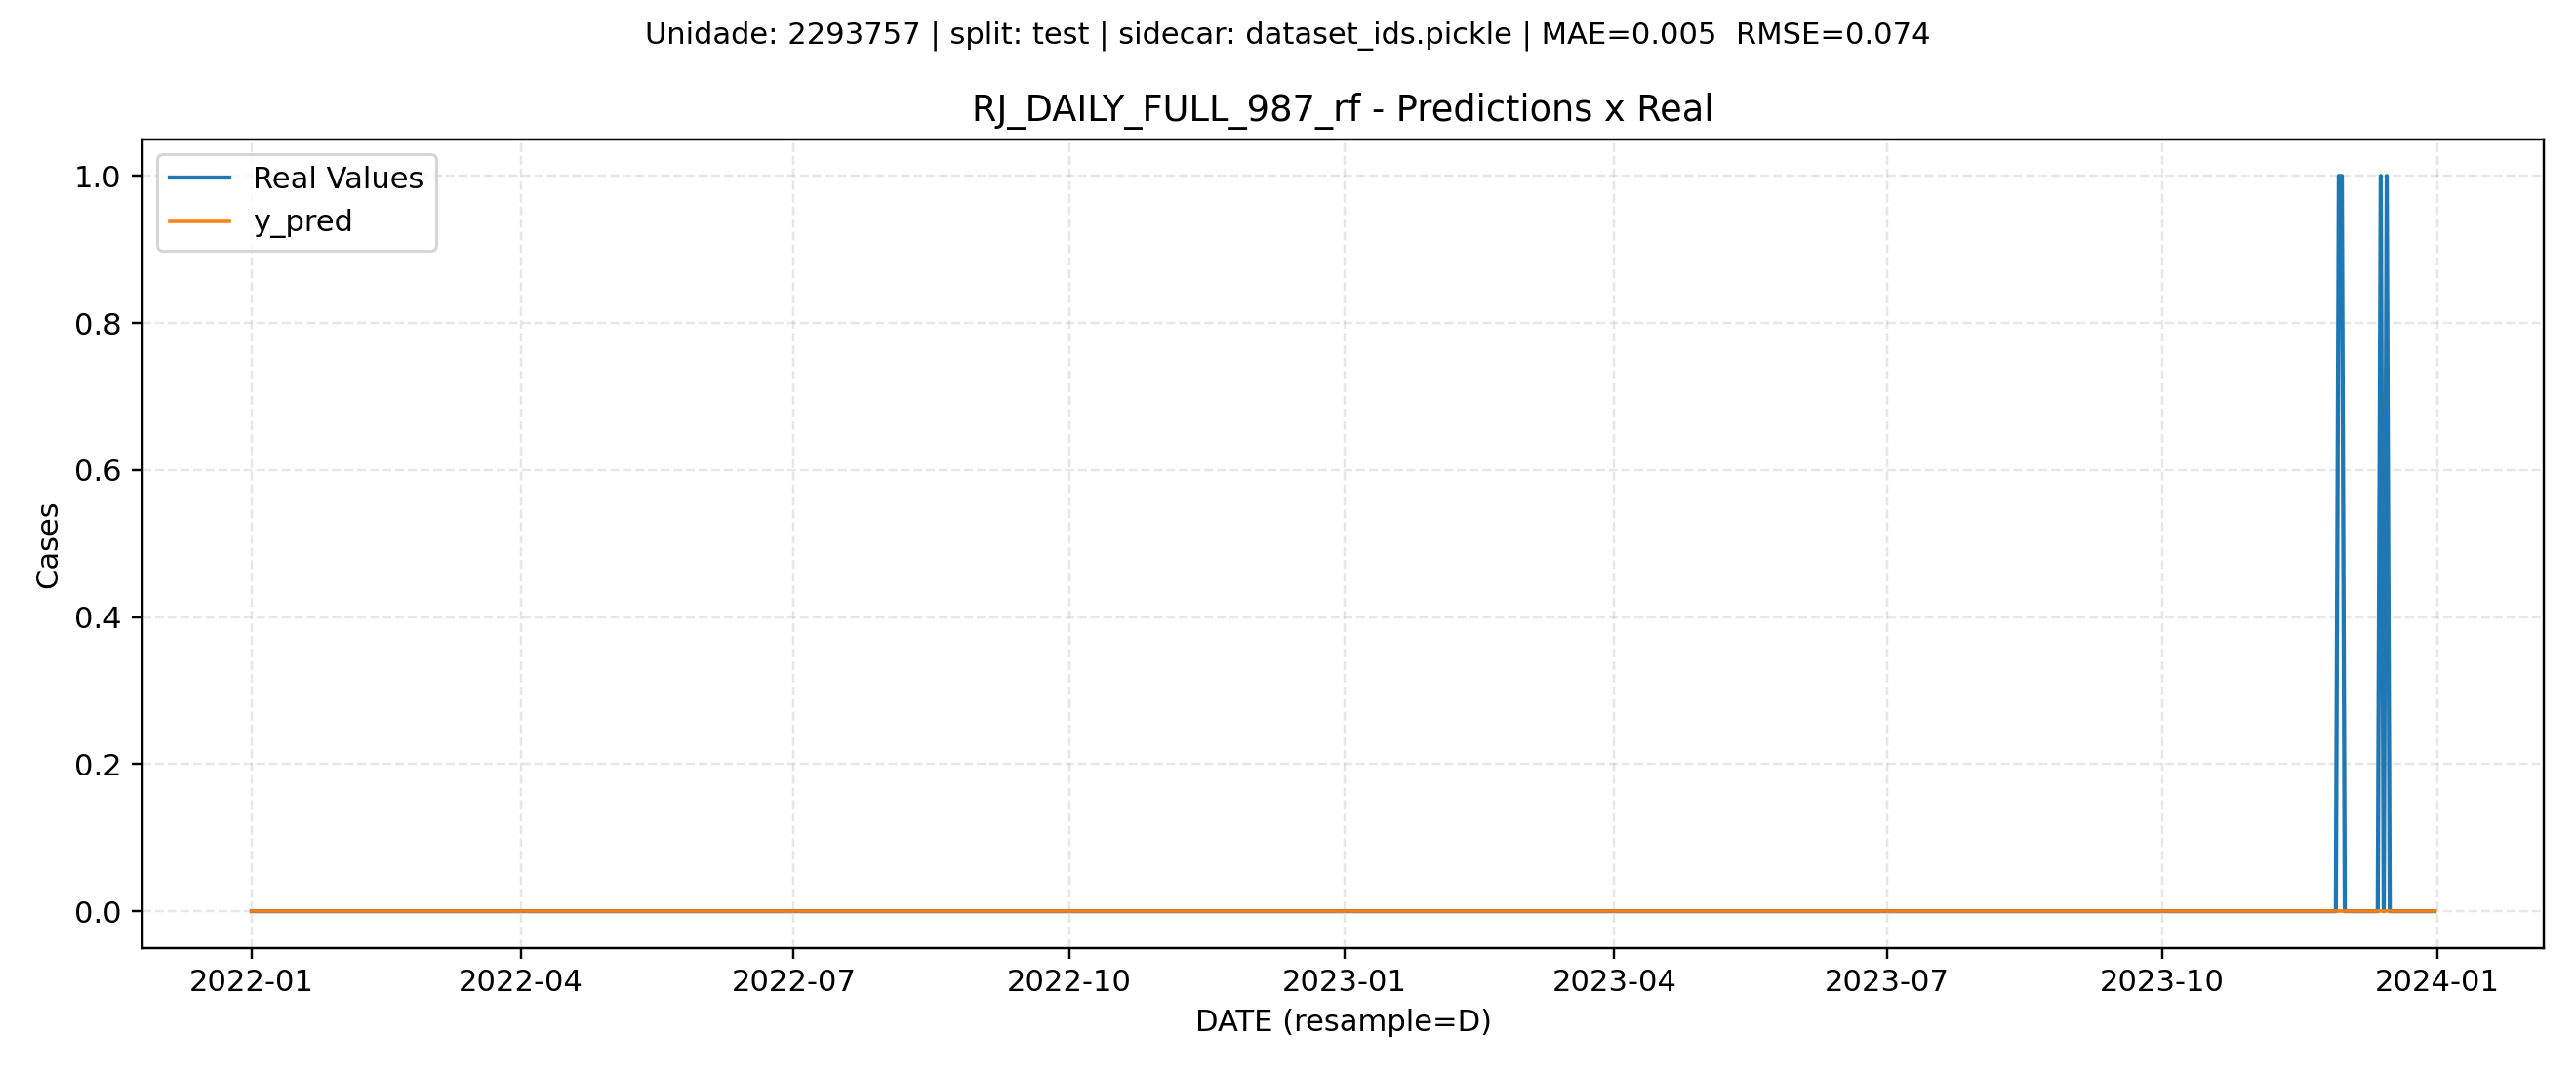 Unidade: 2293757 | split: test | sidecar: dataset_ids.pickle | MAE=0.005  RMSE=0.074
RJ_DAILY_FULL_987_rf - Predictions x Real
Real Values
y_pred
1.0
0.8
0.6
0.4
0.2
0.0
Cases
2022-01 2022-04 2022-07 2022-10 2023-01 2023-04 2023-07 2023-10 2024-01
DATE (resample=D)